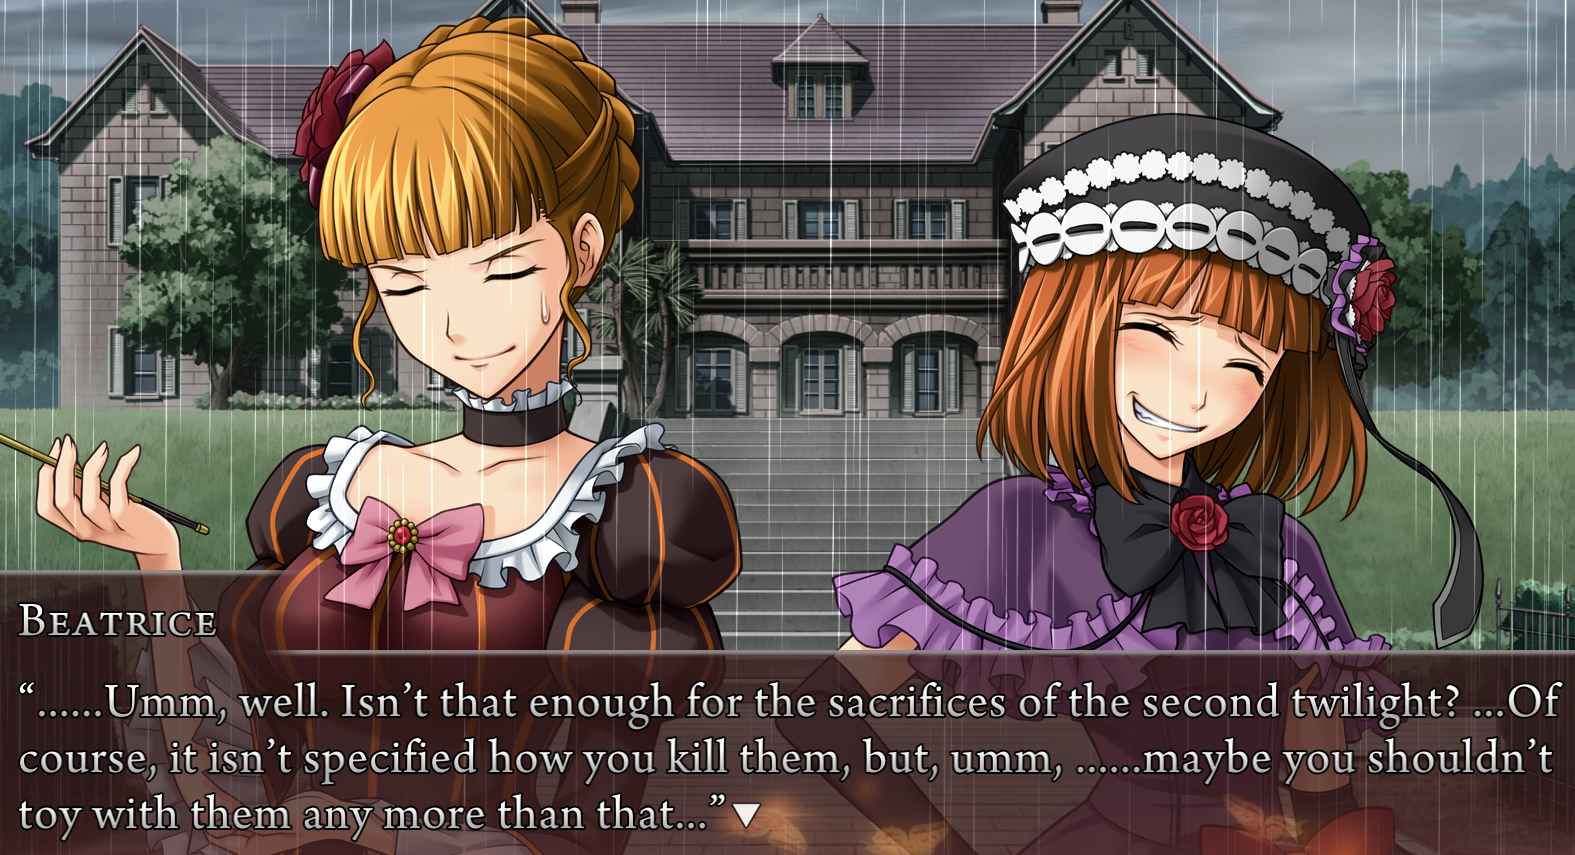 Beatrice
“......Umm, well. Isn’t that enough for the sacrifices of the second twilight? ...Of
course, it isn’t specified how you kill them, but, umm, ......maybe you shouldn’t
toy with them any more than that...”